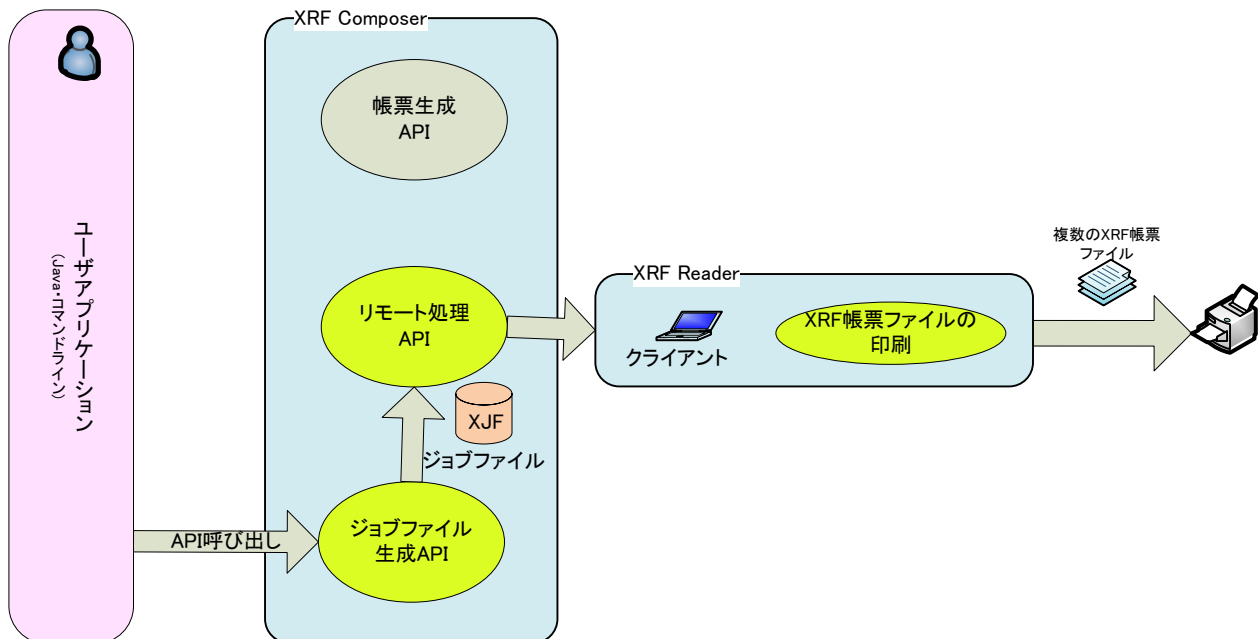 XRF Composer
帳票生成
API
ユーザアプリケーション
(Java・コマンドライン)
リモート処理
API
XJF
ジョブファイル
API呼び出し
ジョブファイル
生成API
XRF Reader
クライアント
XRF帳票ファイルの
印刷
複数のXRF帳票
ファイル